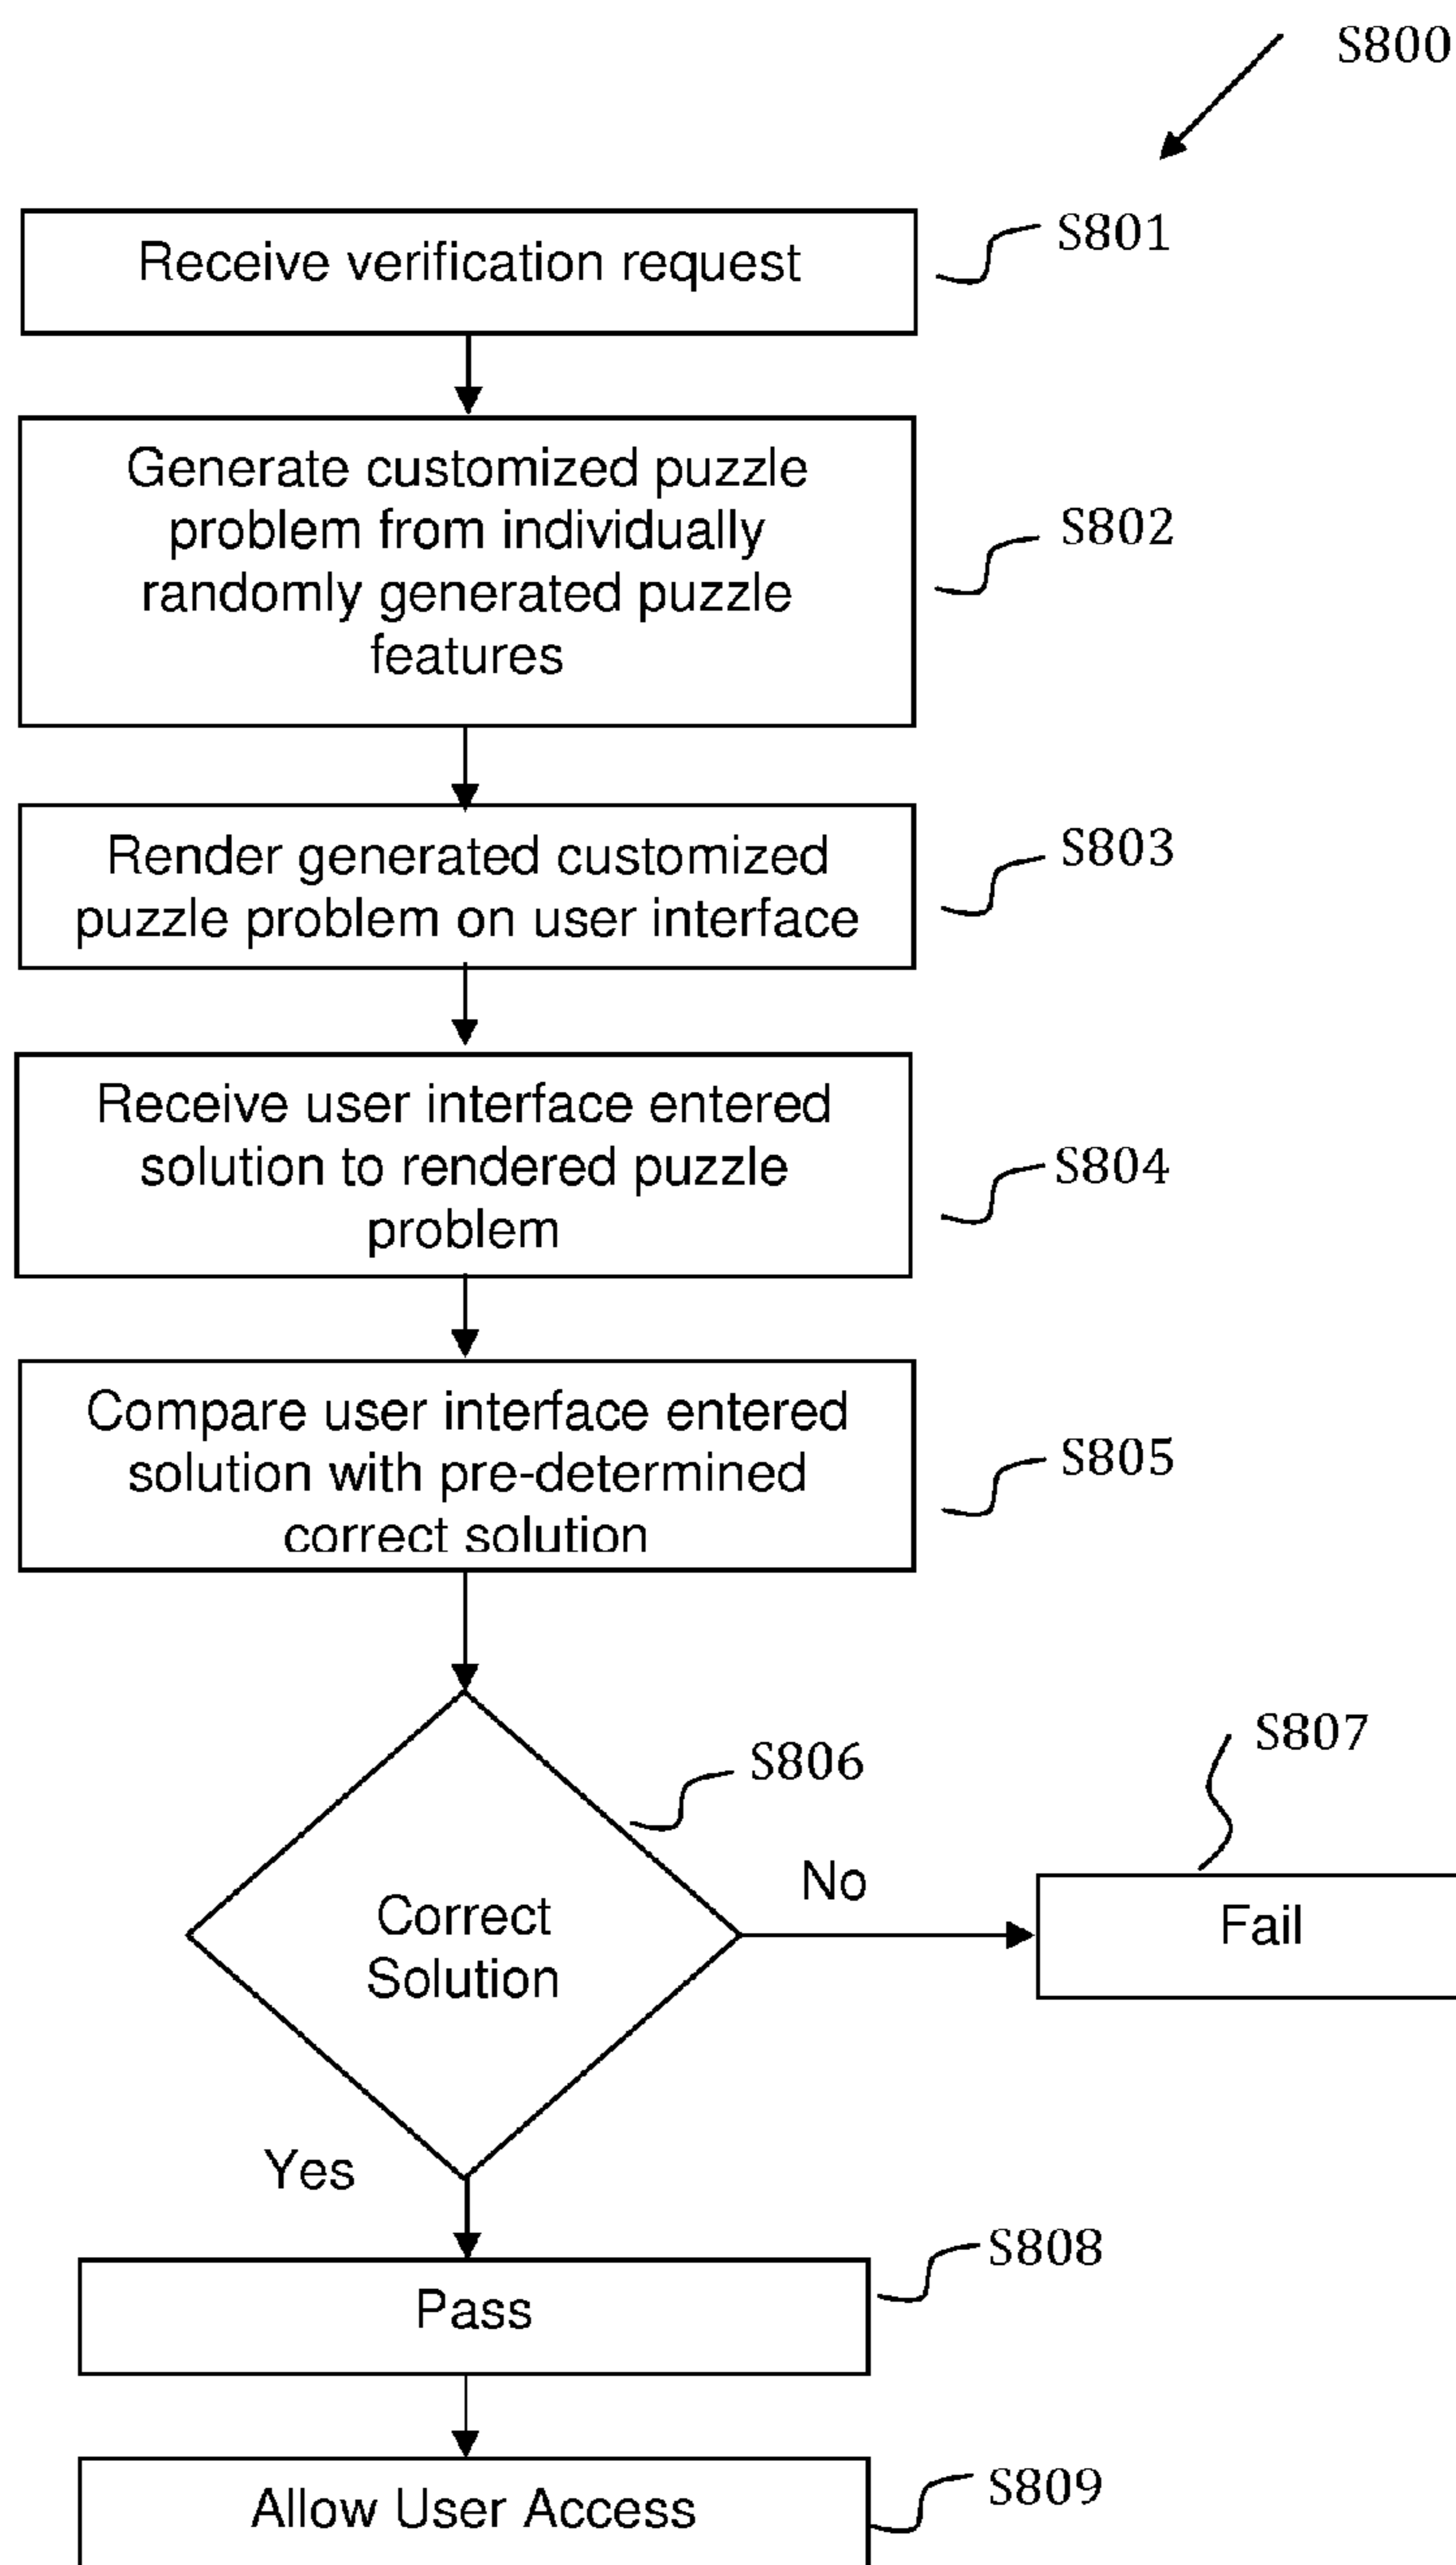 S800
Receive verification request
S801
Generate customized puzzle
problem from individually
randomly generated puzzle
features
S802
Render generated customized
puzzle problem on user interface
S803
Receive user interface entered
solution to rendered puzzle
problem
S804
Compare user interface entered
solution with pre-determined
correct solution
S805
Correct
Solution
S806
No
S807
Fail
Yes
Pass
S808
Allow User Access
S809